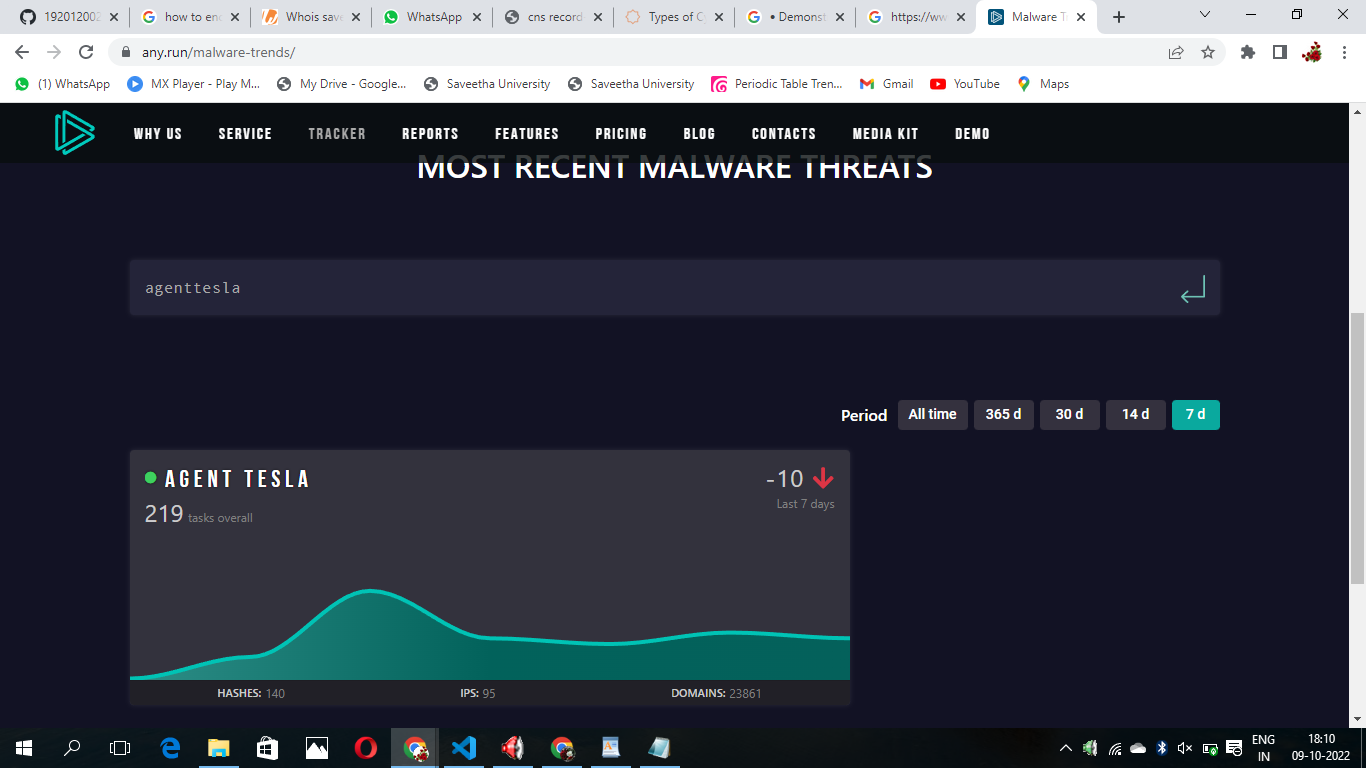 192012002
how to enc
Whois save
WhatsApp
cns record
Types of Cy
• Demonst
https://ww
Malware T
any.run/malware-trends/
(1) WhatsApp
MX Player - Play M...
My Drive - Google...
Saveetha University
Saveetha University
Periodic Table Tren...
Gmail
YouTube
Maps
WHY US
SERVICE
TRACKER
REPORTS
FEATURES
PRICING
BLOG
CONTACTS
MEDIA KIT
DEMO
MOST RECENT MALWARE THREATS
agenttesla
Period
All time
365 d
30 d
14 d
7 d
AGENT TESLA
-10
219 tasks overall
Last 7 days
HASHES: 140
IPS: 95
DOMAINS: 23861
ENG
IN
18:10
09-10-2022